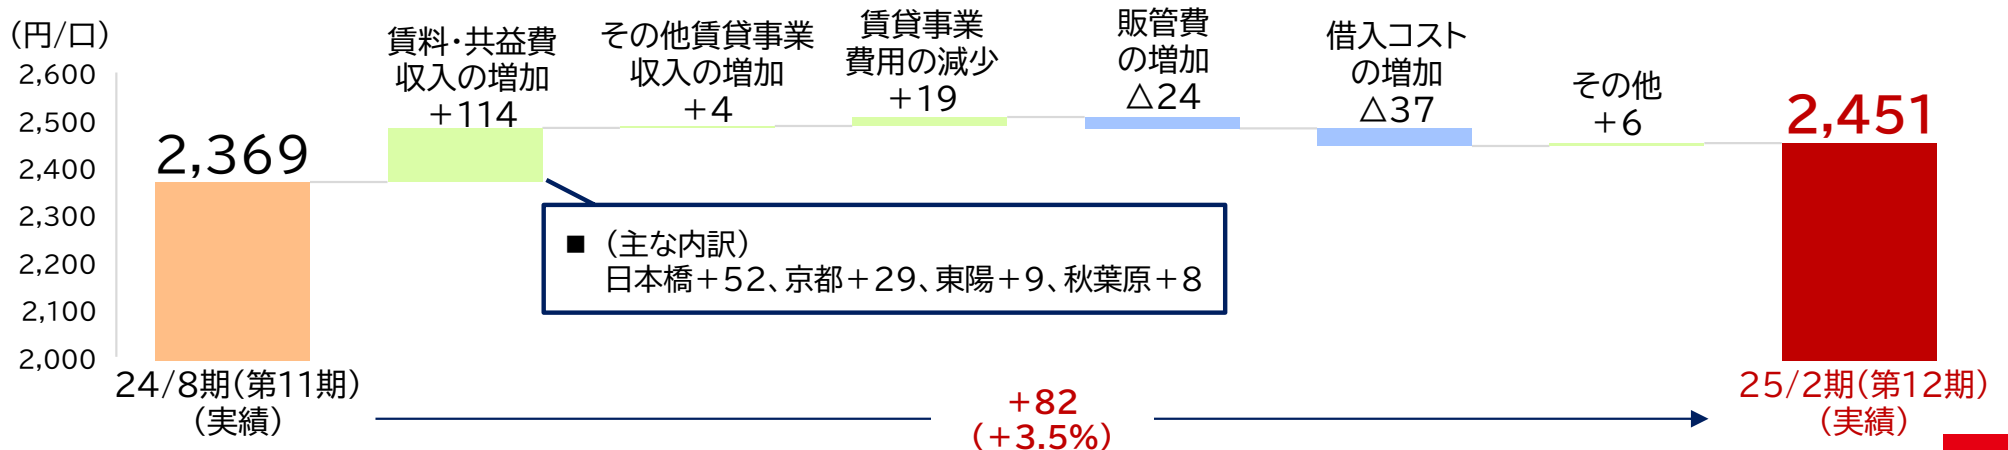 (円/口)
2,600
2,500
2,400
2,300
2,200
2,100
2,000
2,369
賃料・共益費
収入の増加
+114
その他賃貸事業
収入の増加
+4
賃貸事業
費用の減少
+19
販管費
の増加
△24
借入コスト
の増加
△37
その他
+6
2,451
■ (主な内訳)
日本橋+52、京都+29、東陽+9、秋葉原+8
24/8期(第11期)
(実績)
+82
(+3.5%)
25/2期(第12期)
(実績)